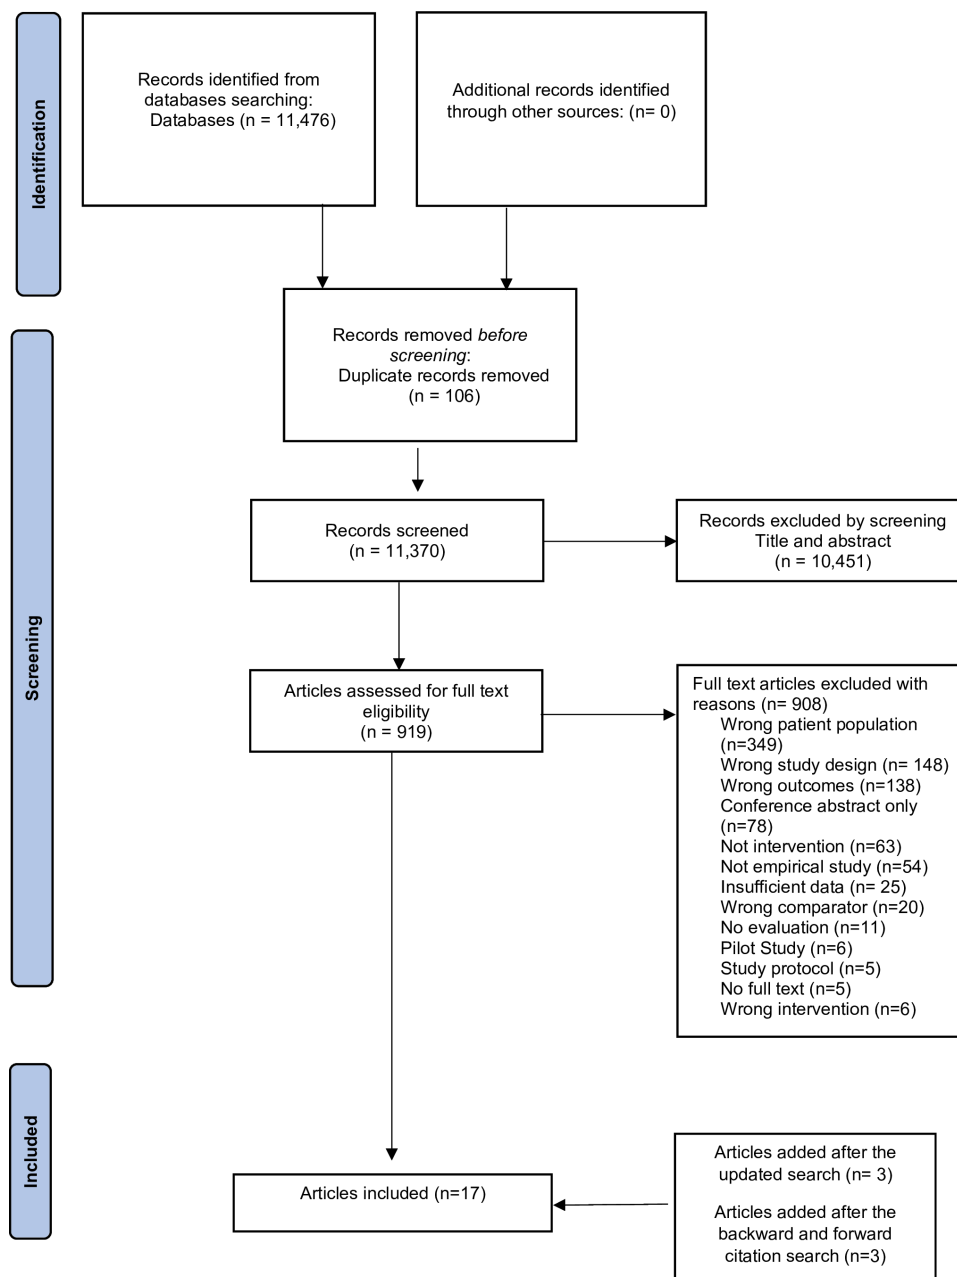 Identification
Records identified from
databases searching:
Databases (n = 11,476)
Additional records identified
through other sources: (n= 0)
Records removed before
screening:
Duplicate records removed
(n = 106)
Screening
Records screened
(n = 11,370)
Records excluded by screening
Title and abstract
(n = 10,451)
Articles assessed for full text
eligibility
(n = 919)
Full text articles excluded with
reasons (n= 908)
Wrong patient population
(n=349)
Wrong study design (n= 148)
Wrong outcomes (n=138)
Conference abstract only
(n=78)
Not intervention (n=63)
Not empirical study (n=54)
Insufficient data (n= 25)
Wrong comparator (n=20)
No evaluation (n=11)
Pilot Study (n=6)
Study protocol (n=5)
No full text (n=5)
Wrong intervention (n=6)
Included
Articles included (n=17)
Articles added after the
updated search (n= 3)
Articles added after the
backward and forward
citation search (n=3)